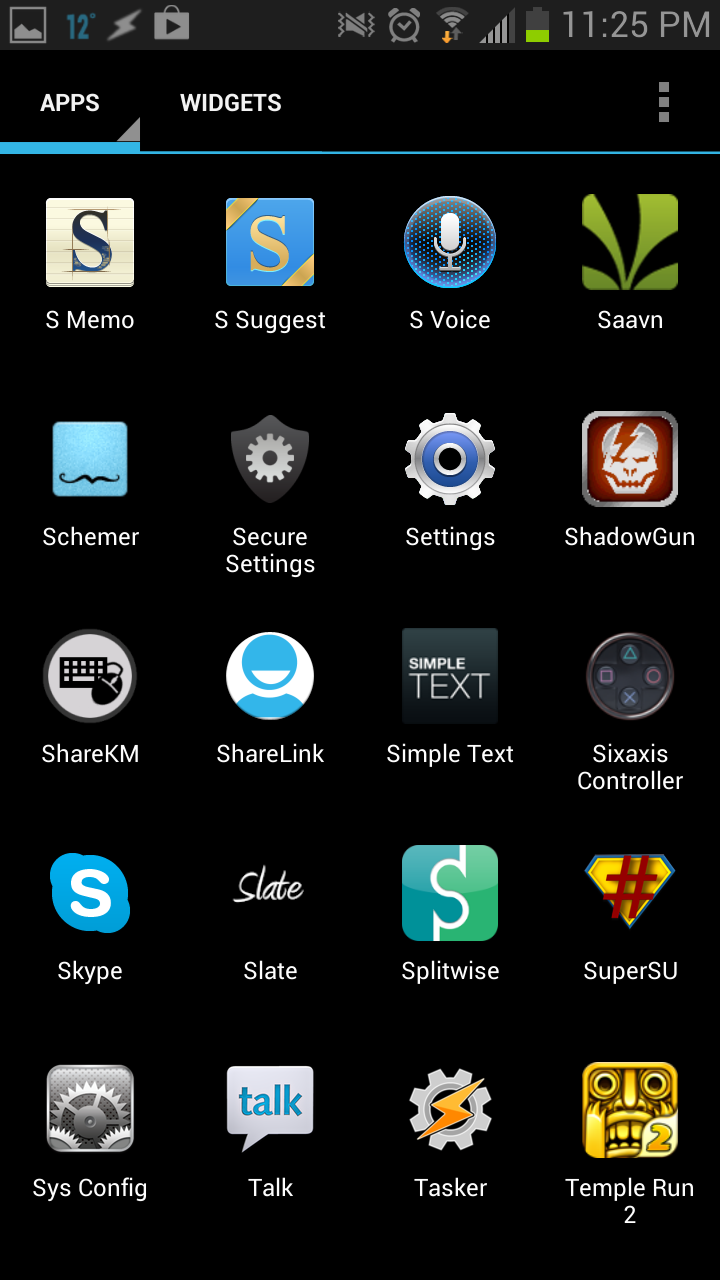 12° 11:25 PM
APPS WIDGETS
S S
S Memo S Suggest S Voice Saavn
Schemer Secure Settings ShadowGun
Settings
SIMPLE
TEXT
ShareKM ShareLink Simple Text Sixaxis
Controller
S Slate #
Skype Slate Splitwise SuperSU
talk 2
Sys Config Talk Tasker Temple Run
2